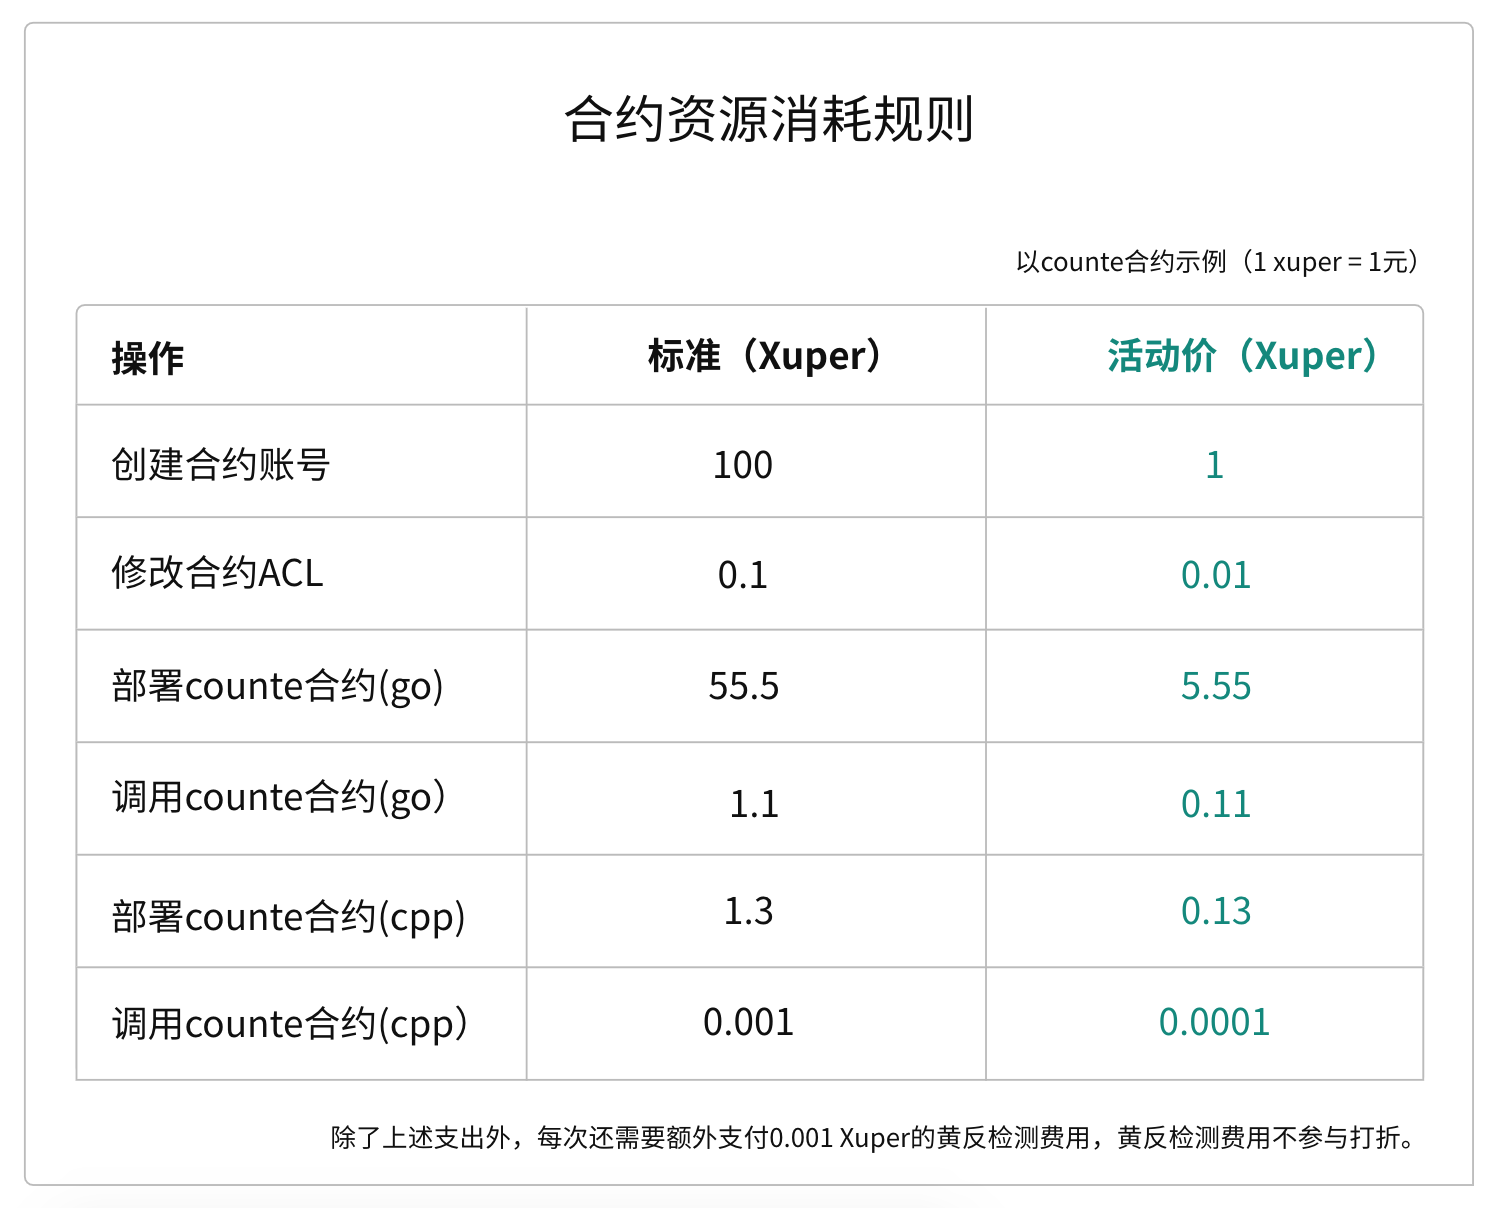 合约资源消耗规则
以counte合约示例（1 xuper = 1元）
操作 标准（Xuper） 活动价（Xuper）
创建合约账号 100 1
修改合约ACL 0.1 0.01
部署counte合约(go) 55.5 5.55
调用counte合约(go） 1.1 0.11
部署counte合约(cpp) 1.3 0.13
调用counte合约(cpp） 0.001 0.0001
除了上述支出外，每次还需要额外支付0.001 Xuper的黄反检测费用，黄反检测费用不参与打折。